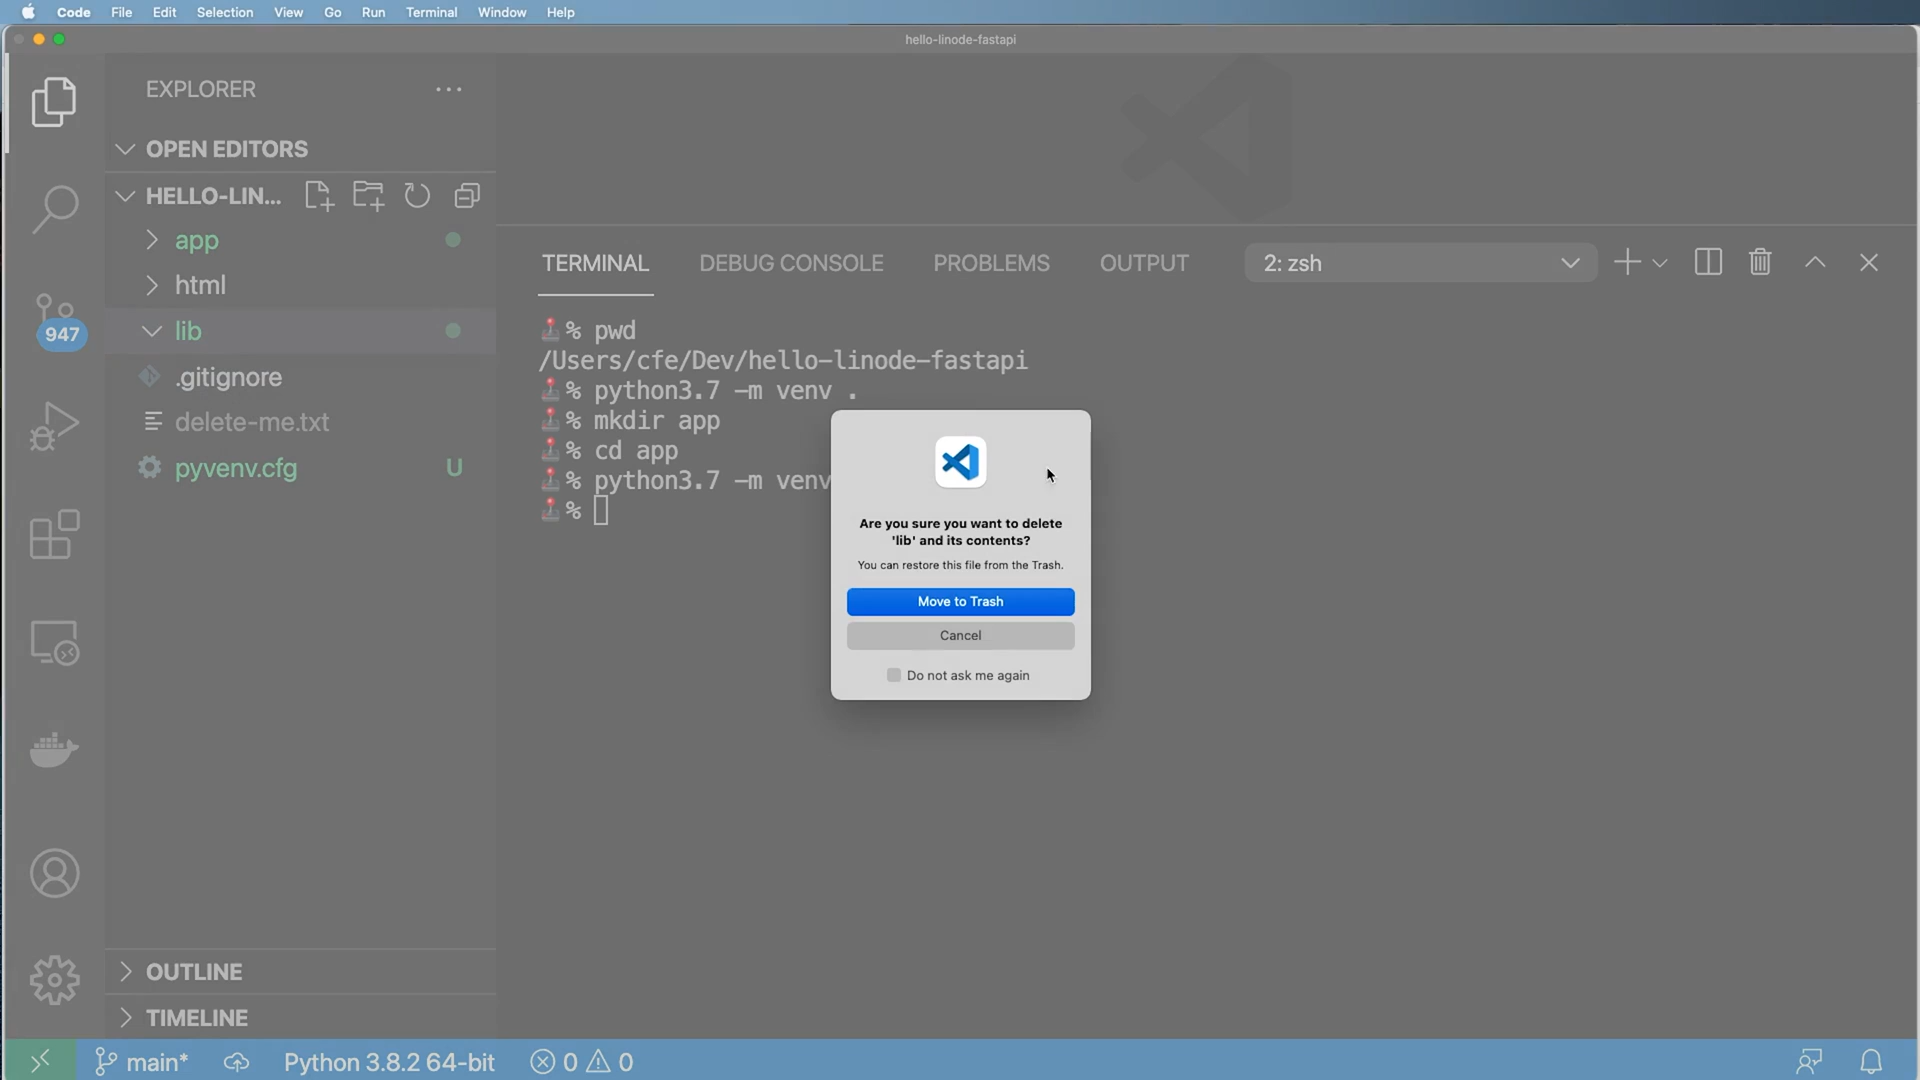 Code File Edit Selection View Go Run Terminal Window Help
hello-linode-fastapi
EXPLORER
OPEN EDITORS
HELLO-LIN...
app
html
lib
.gitignore
delete-me.txt
pyvenv.cfg U
947
OUTLINE
TIMELINE
TERMINAL DEBUG CONSOLE PROBLEMS OUTPUT 2: zsh
% pwd
/Users/cfe/Dev/hello-linode-fastapi
% python3.7 -m venv .
% mkdir app
% cd app
% python3.7 -m venv
%
Are you sure you want to delete
'lib' and its contents?
You can restore this file from the Trash.
Move to Trash
Cancel
Do not ask me again
main* Python 3.8.2 64-bit 0 0